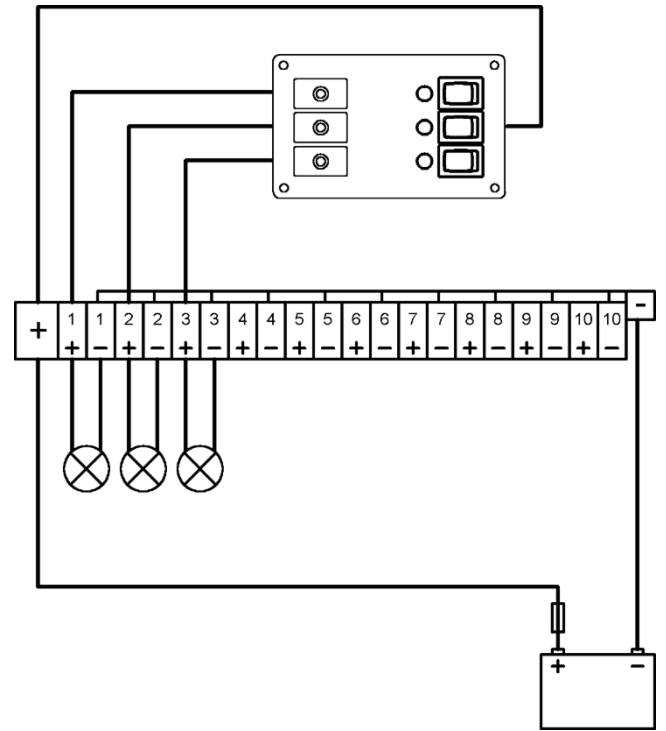 -
+ 1 1 2 2 3 3 4 4 5 5 6 6 7 7 8 8 9 9 10 10
+ - + - + - + - + - + - + - + - + - + -
+ -